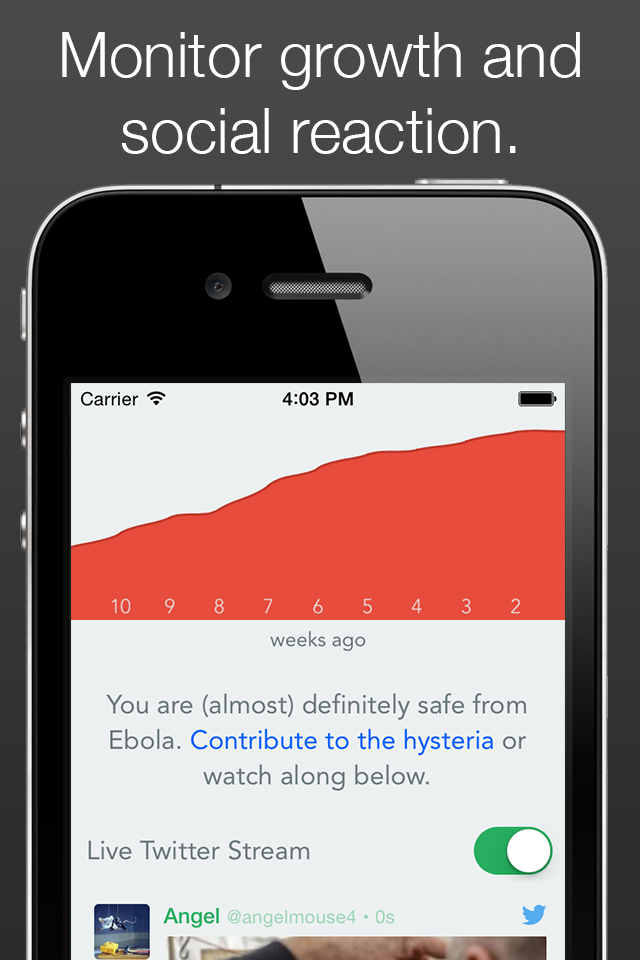 Monitor growth and
social reaction.
Carrier 4:03 PM
10 9 8 7 6 5 4 3 2
weeks ago
You are (almost) definitely safe from
Ebola. Contribute to the hysteria or
watch along below.
Live Twitter Stream
Angel @angelmouse4 • 0s